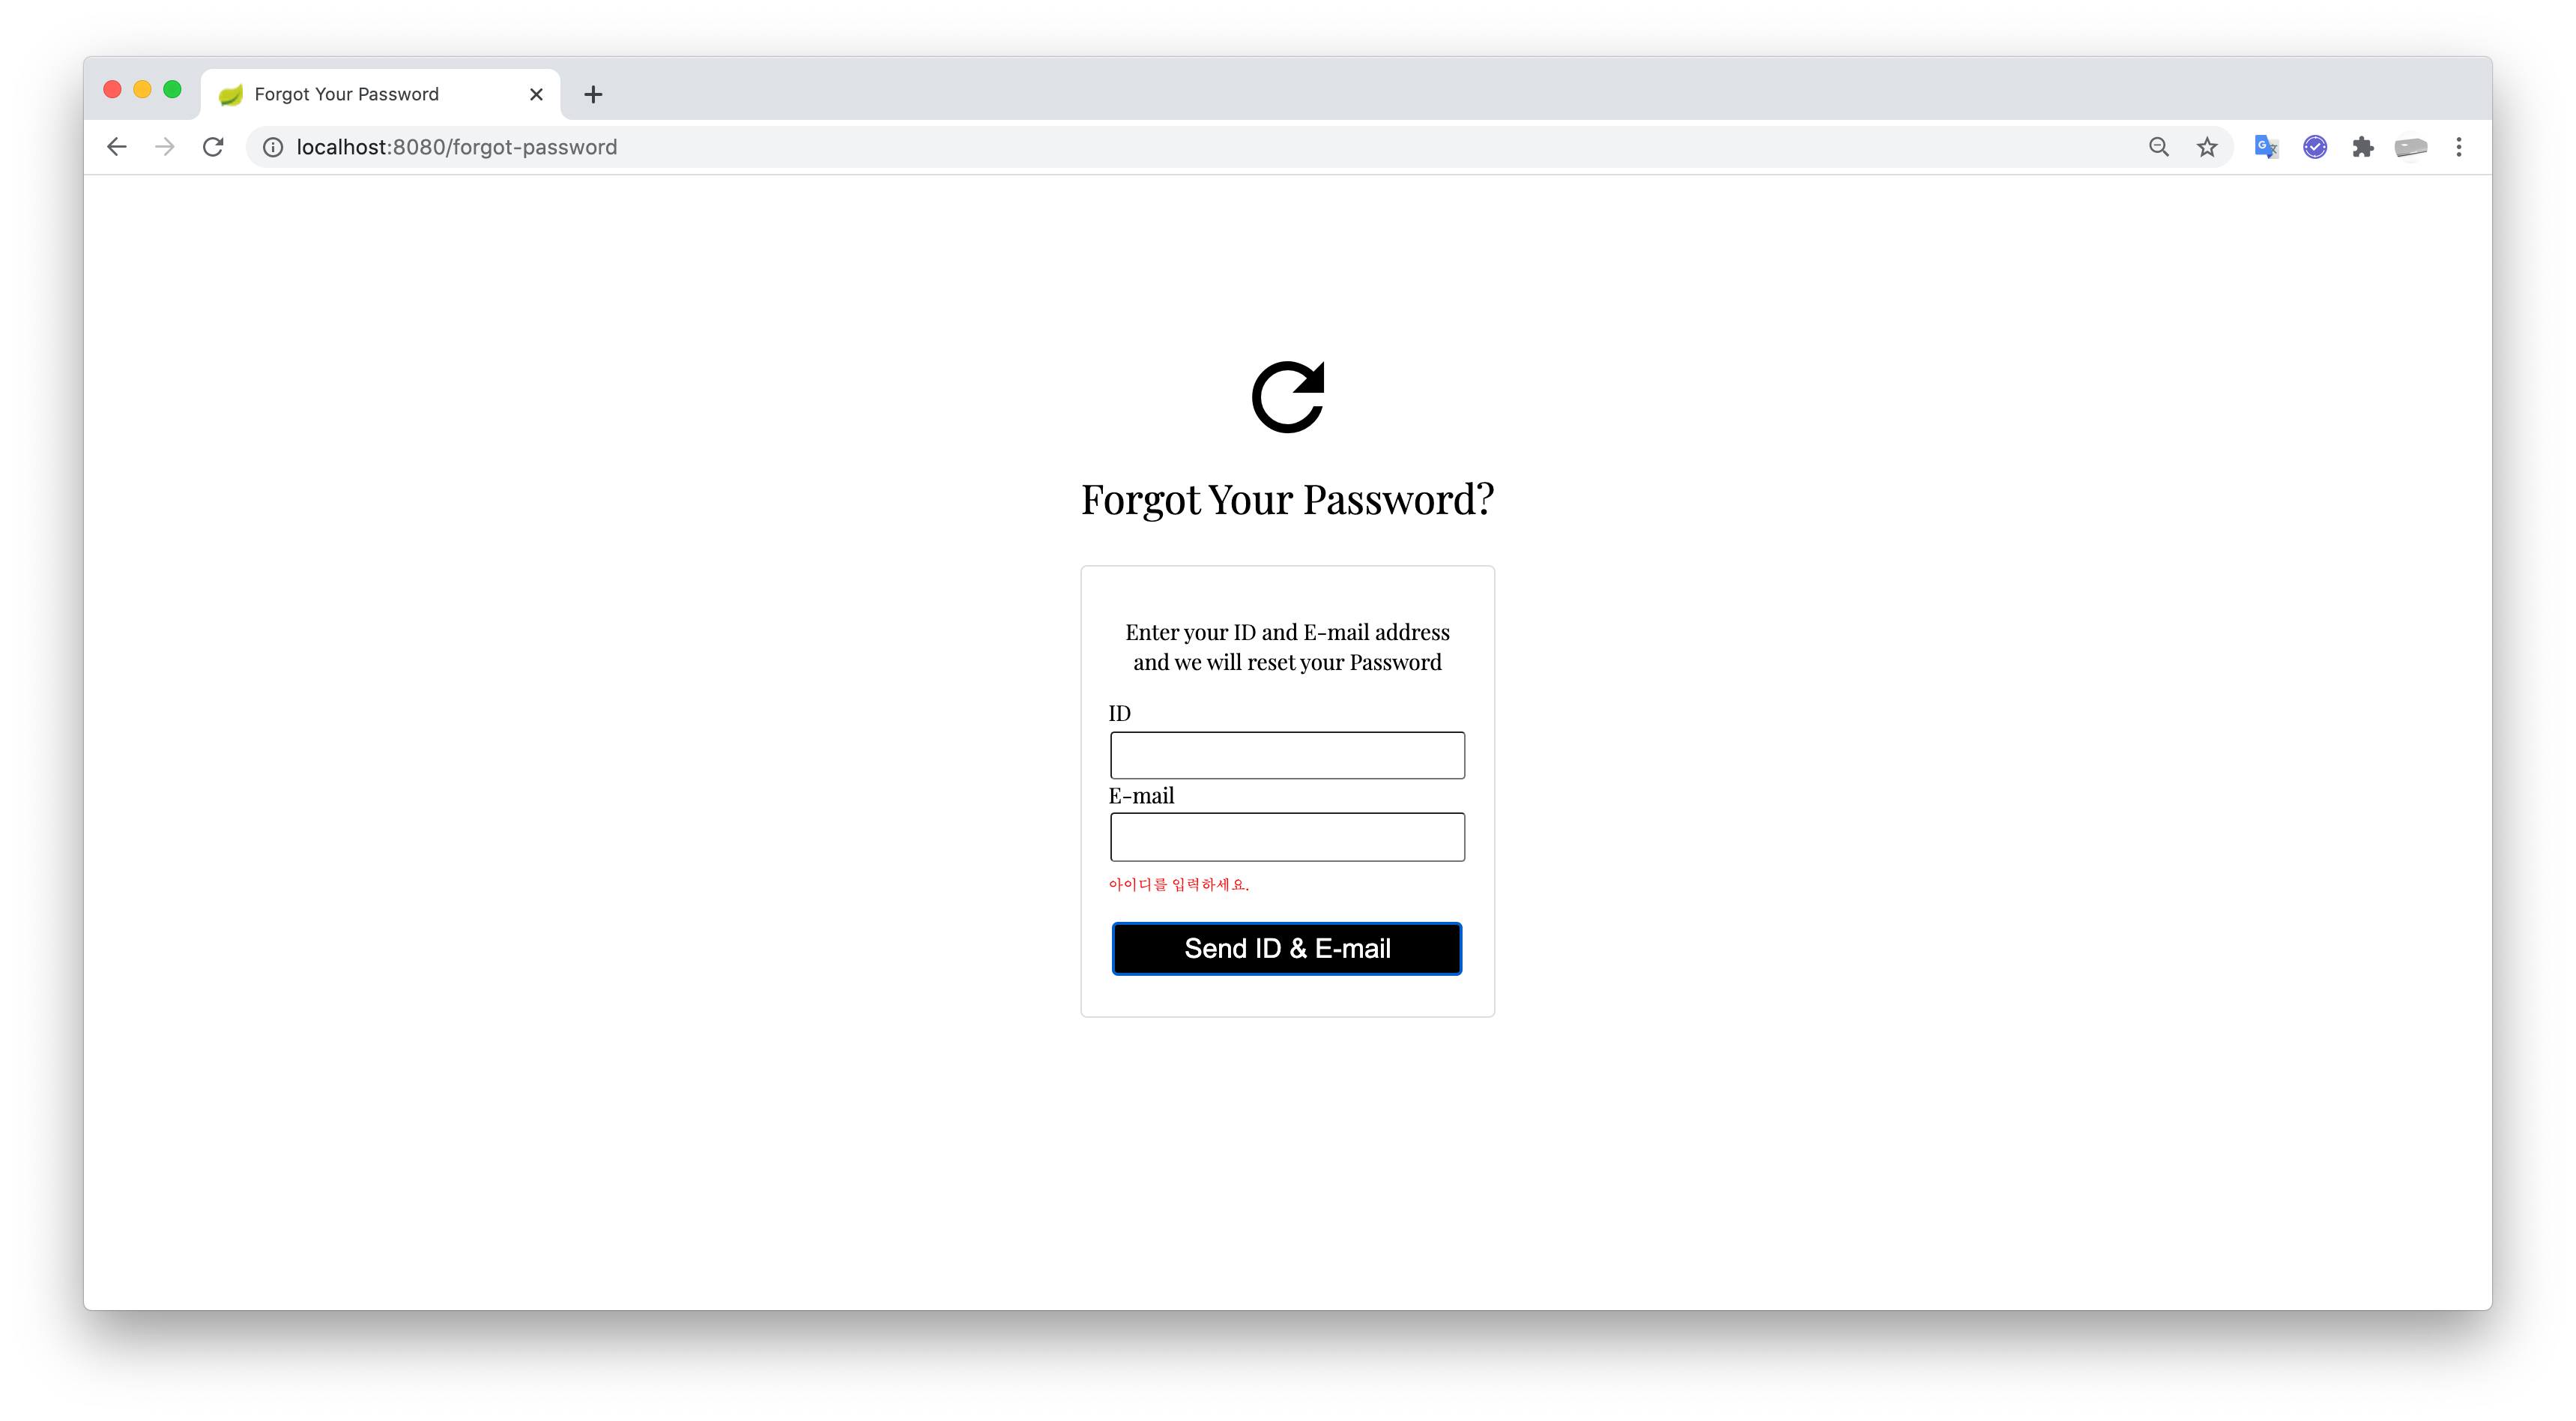 Forgot Your Password
localhost:8080/forgot-password
Forgot Your Password?
Enter your ID and E-mail address
and we will reset your Password
ID
E-mail
아이디를 입력하세요.
Send ID & E-mail